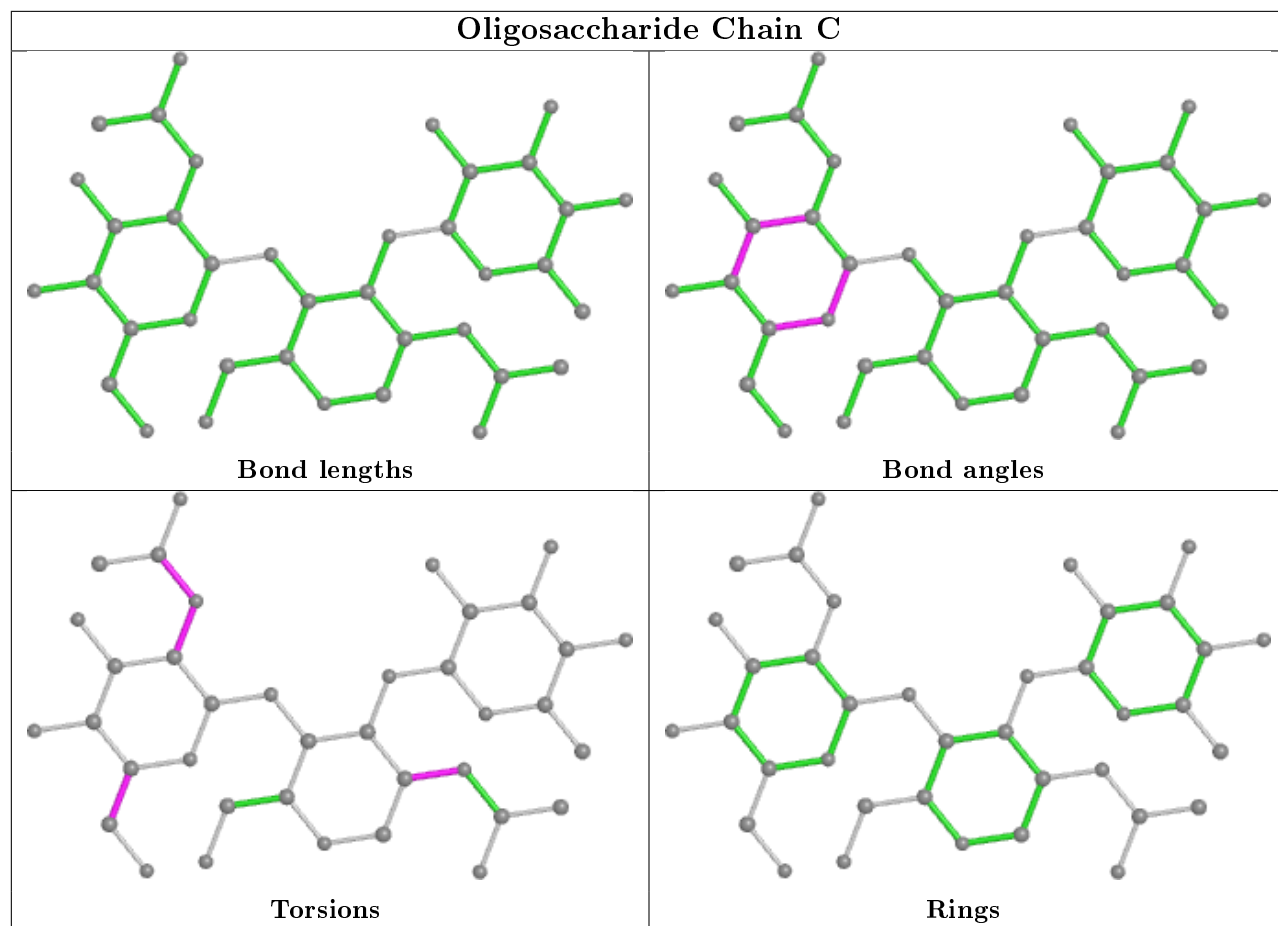 Oligosaccharide Chain C
Bond lengths
Bond angles
Torsions
Rings